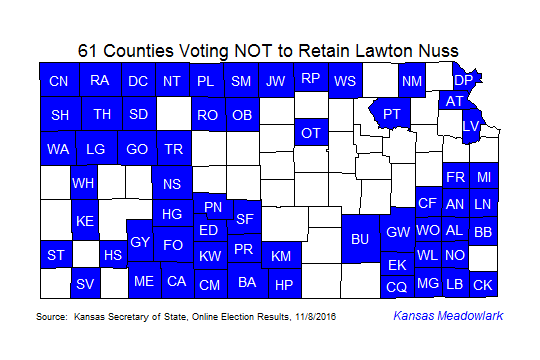 61 Counties Voting NOT to Retain Lawton Nuss
CN RA DC NT PL SM JW RP WS NM DP
AT
SH TH SD RO OB PT LV
OT
WA LG GO TR
WH NS FR MI
KE HG PN SF CF AN LN
GY FO ED BU GW WO AL BB
ST HS KW PR KM WL NO
EK
SV ME CA CM BA HP CQ MG LB CK
Source: Kansas Secretary of State, Online Election Results, 11/8/2016
Kansas Meadowlark